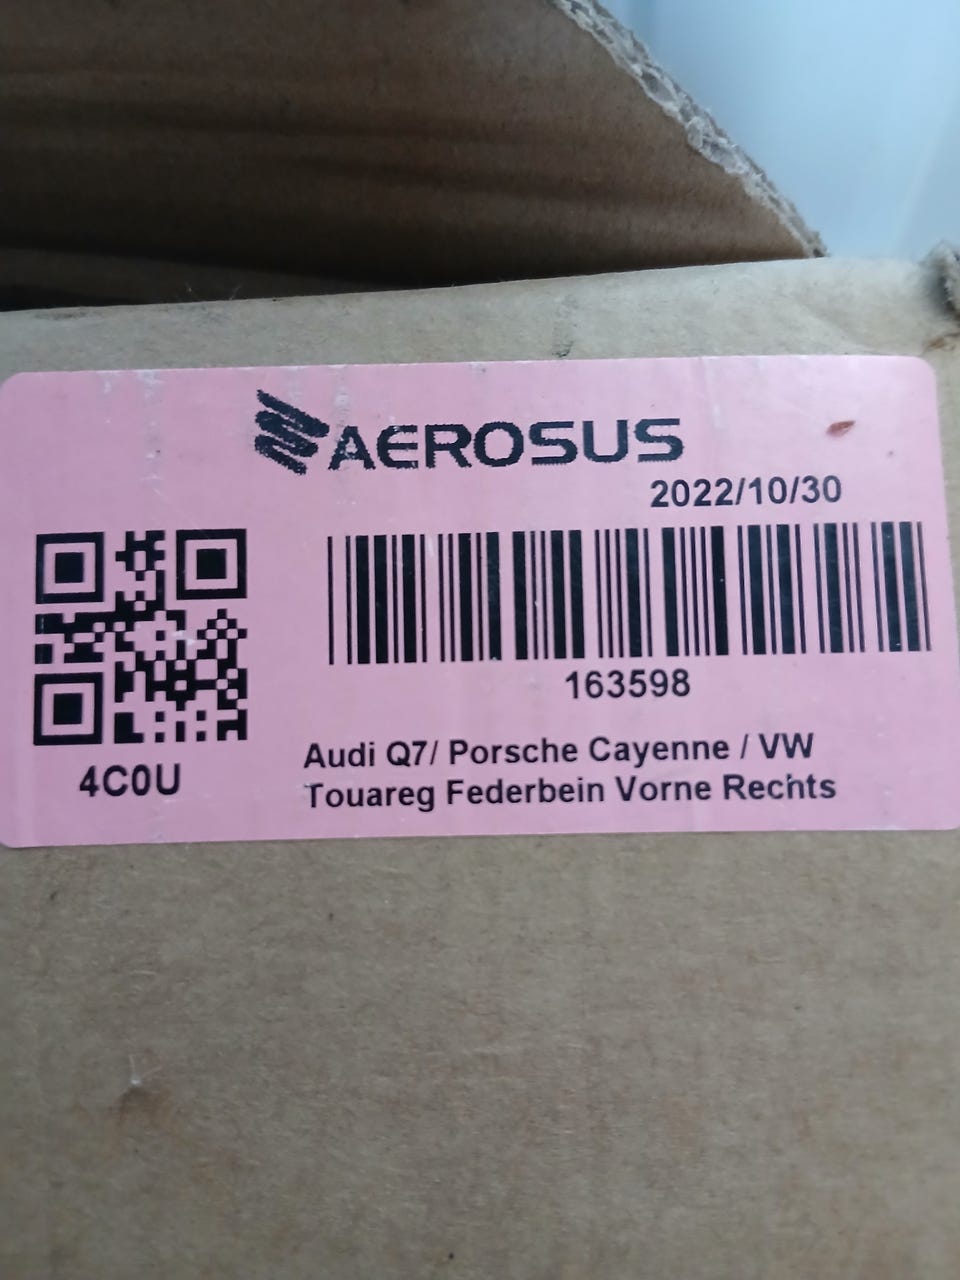 AEROSUS
2022/10/30
163598
4C0U
Audi Q7/ Porsche Cayenne / VW
Touareg Federbein Vorne Rechts